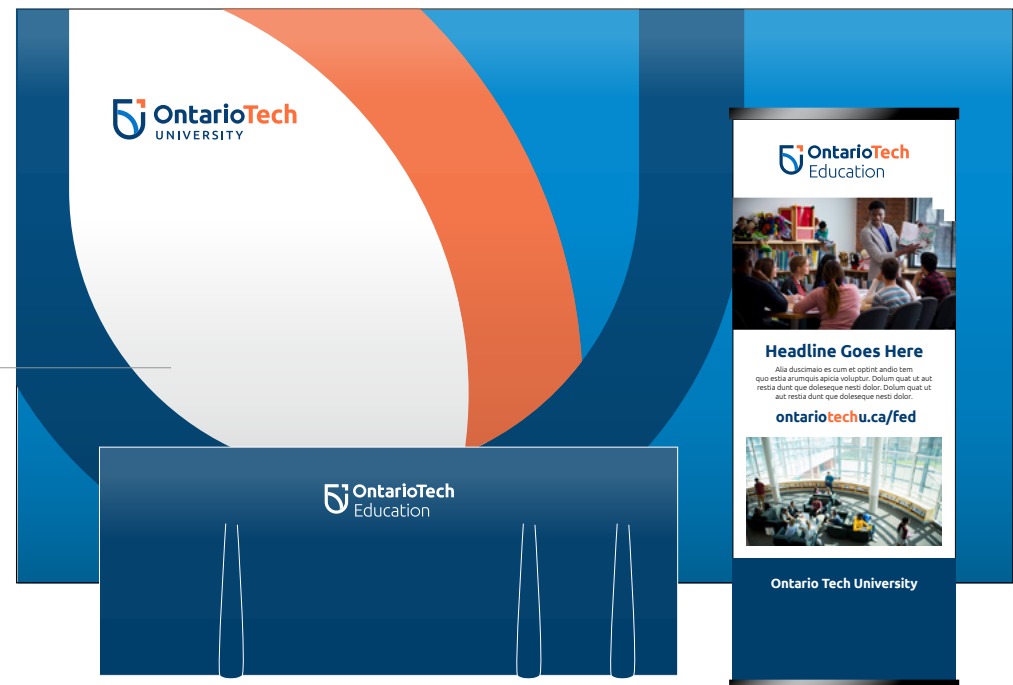 OntarioTech
UNIVERSITY
OntarioTech
Education
Headline Goes Here
Alia duscimaio es cum et optint andio tem
quo estia arumquis apicia voluptur. Dolum quat ut aut
restia dunt que doleseque nesti dolor. Dolum quat ut
aut restia dunt que doleseque nesti dolor.
ontariotechu.ca/fed
Ontario Tech University
OntarioTech
Education